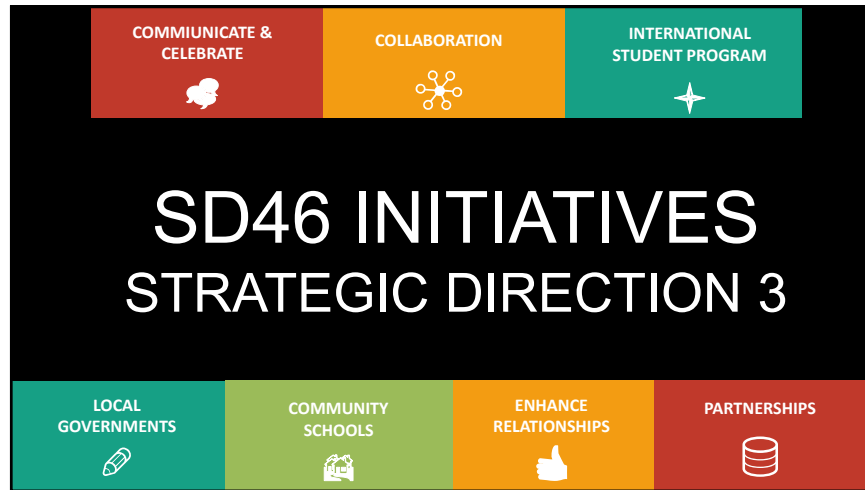 COMMIUNICATE &
CELEBRATE
COLLABORATION
INTERNATIONAL
STUDENT PROGRAM
SD46 INITIATIVES
STRATEGIC DIRECTION 3
LOCAL
GOVERNMENTS
COMMUNITY
SCHOOLS
ENHANCE
RELATIONSHIPS
PARTNERSHIPS